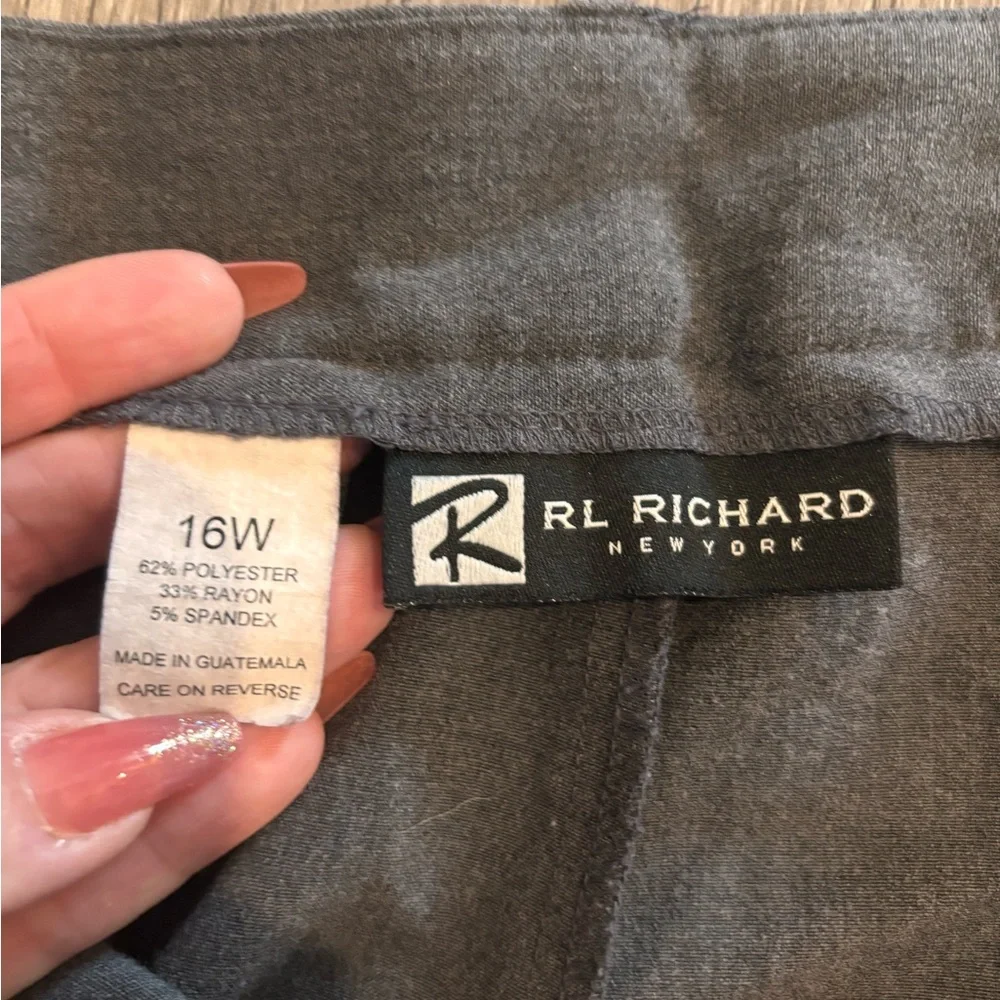 16W
62% POLYESTER
33% RAYON
5% SPANDEX
MADE IN GUATEMALA
CARE ON REVERSE
R RL RICHARD
NEW YORK